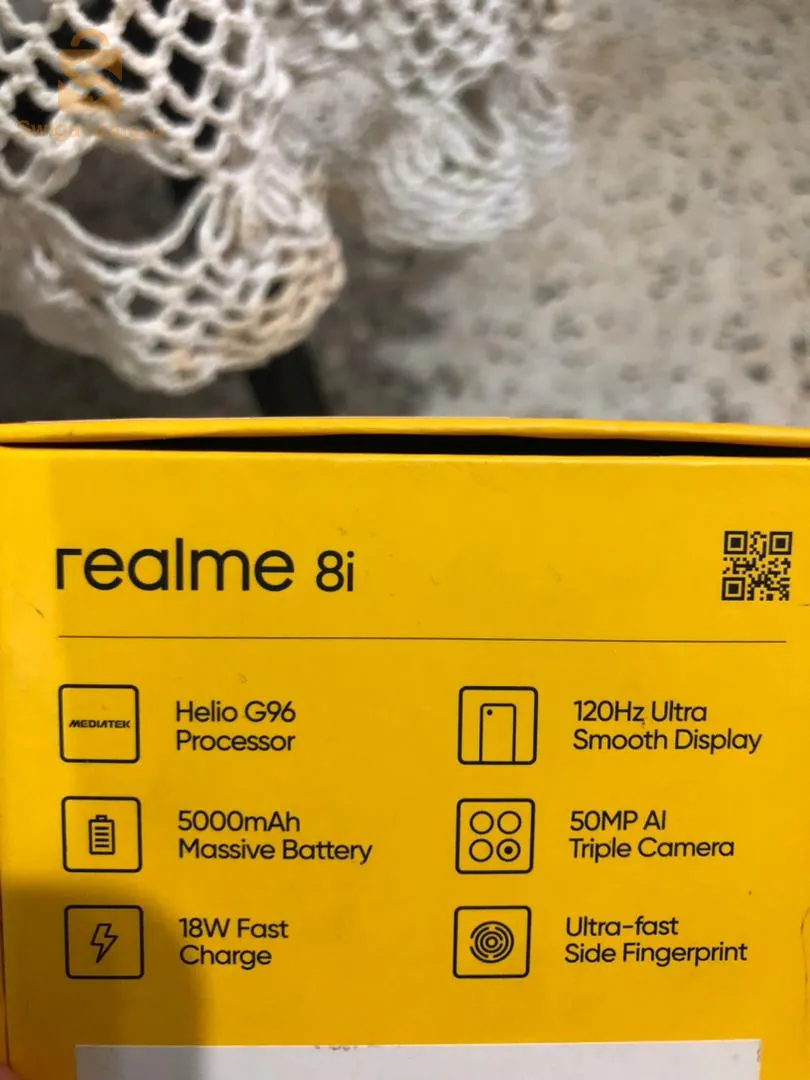 realme 8i
MEDIATEK
Helio G96
Processor
120Hz Ultra
Smooth Display
5000mAh
Massive Battery
50MP AI
Triple Camera
18W Fast
Charge
Ultra-fast
Side Fingerprint